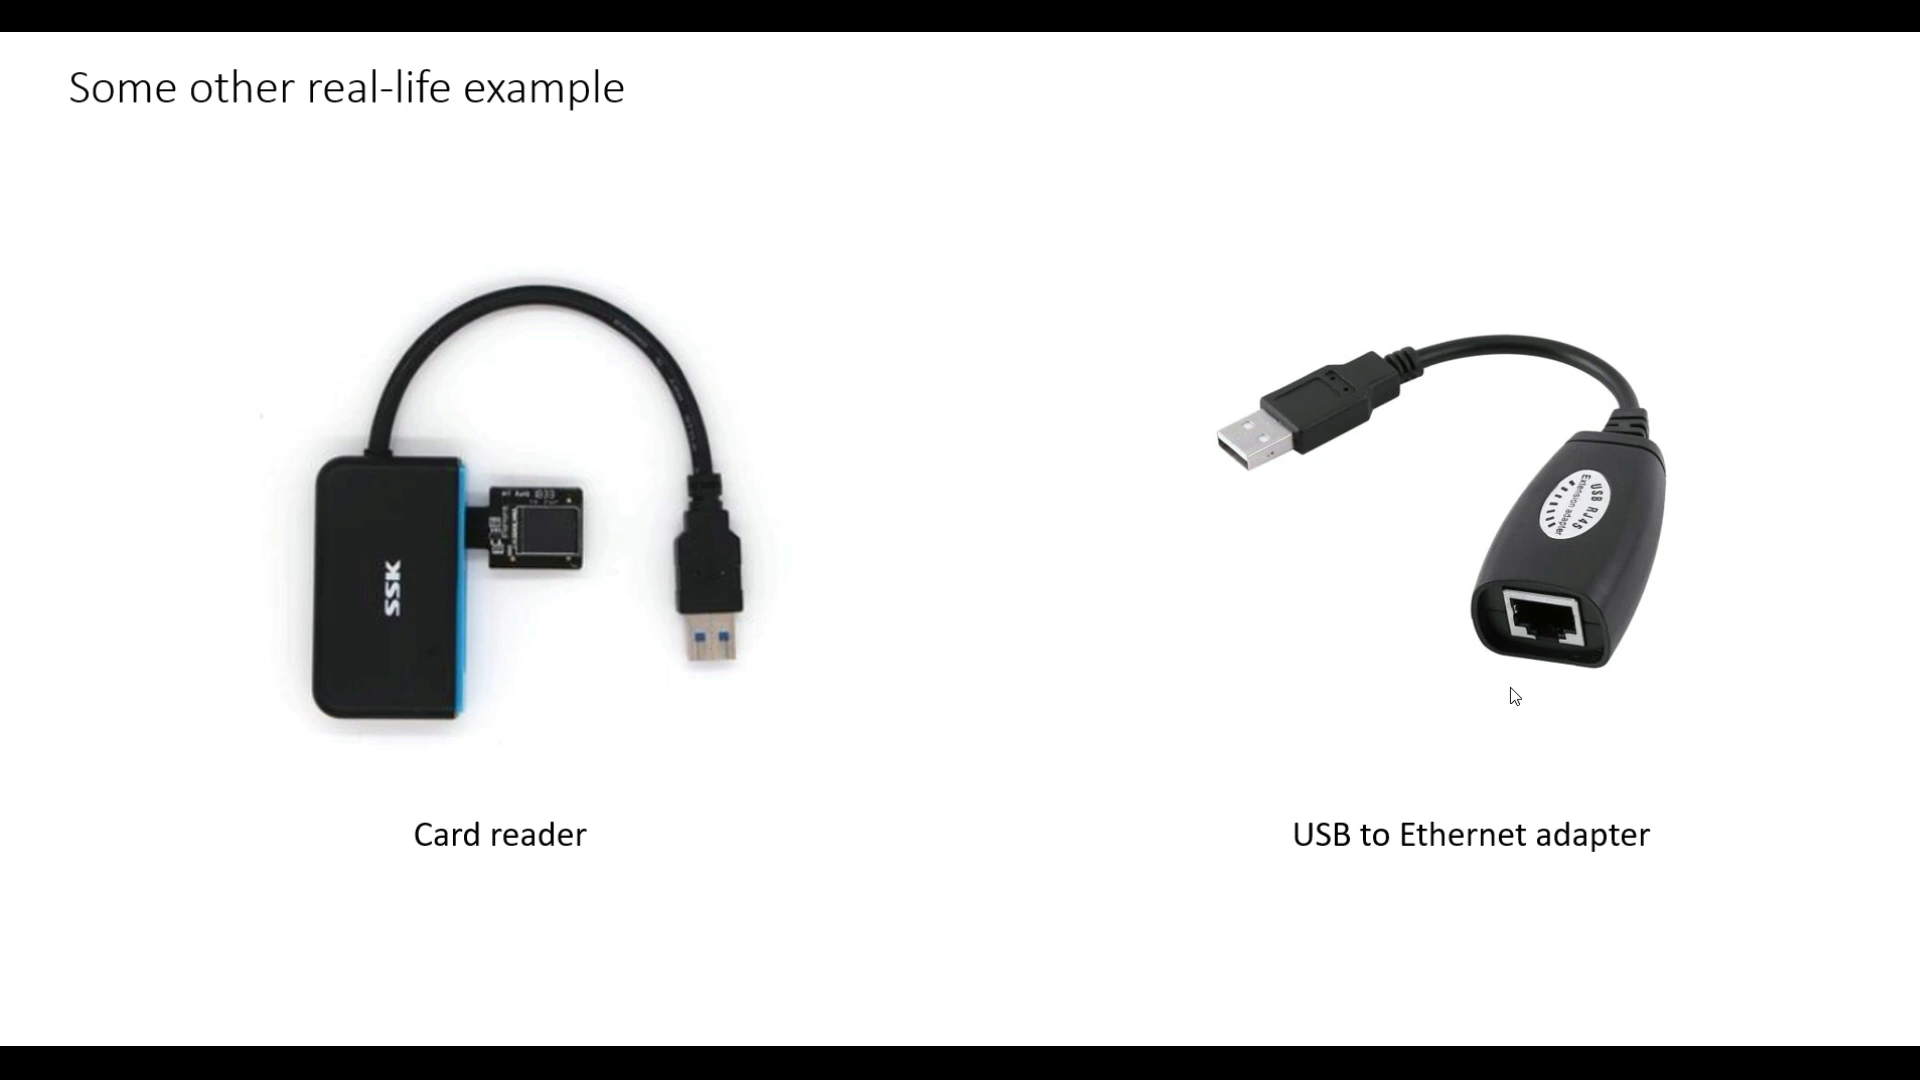 Some other real-life example
SSK
USB RJ45
Extension adapter
Card reader
USB to Ethernet adapter